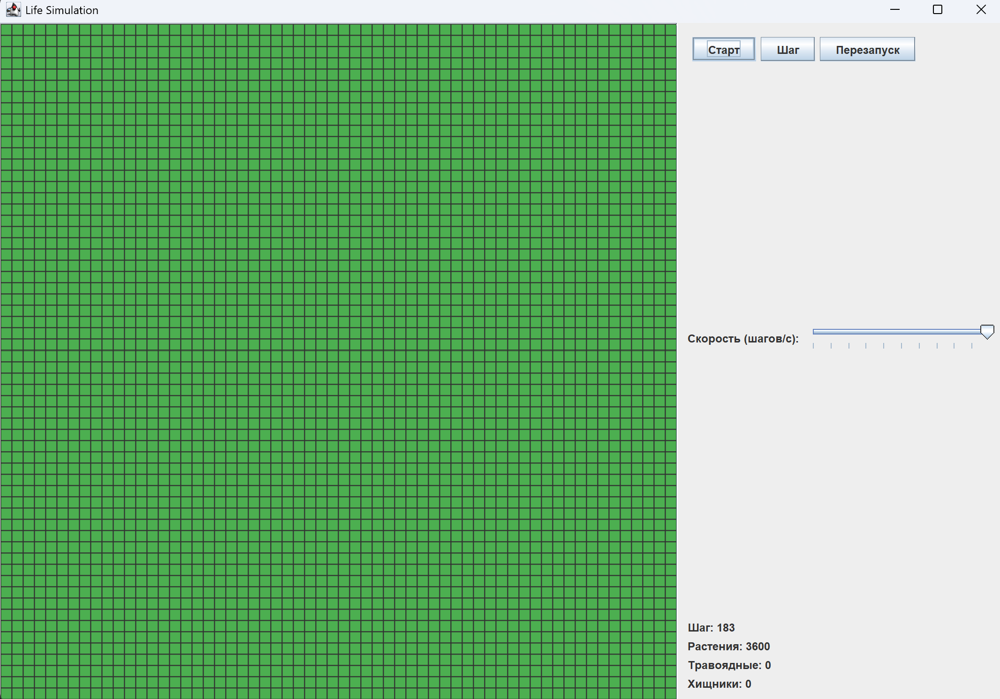 Life Simulation
Старт Шаг Перезапуск
Скорость (шагов/с):
Шаг: 183
Растения: 3600
Травоядные: 0
Хищники: 0